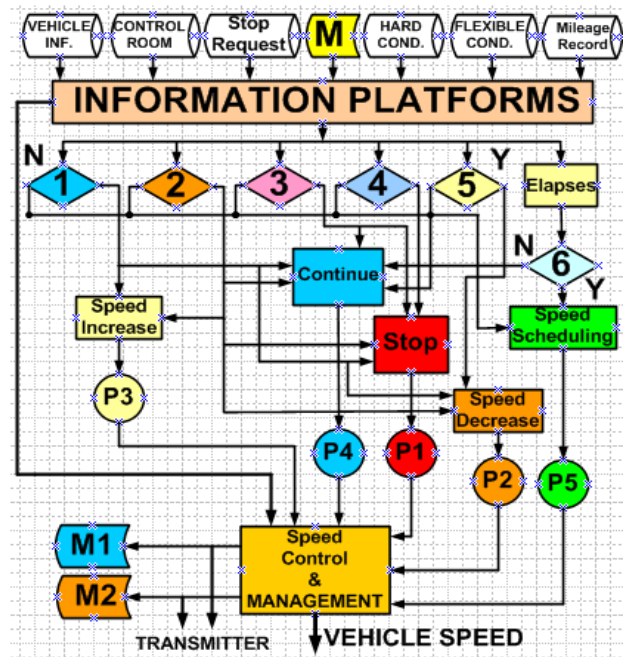 VEHICLE
INF.
CONTROL
ROOM
Stop
Request
M
HARD
COND.
FLEXIBLE
COND.
Mileage
Record
INFORMATION PLATFORMS
N
1
2
3
4
5
Y
Elapses
N
6
Y
Continue
Speed
Increase
Stop
Speed
Scheduling
P3
Speed
Decrease
P4
P1
P2
P5
M1
Speed
Control
&
MANAGEMENT
M2
TRANSMITTER
VEHICLE SPEED